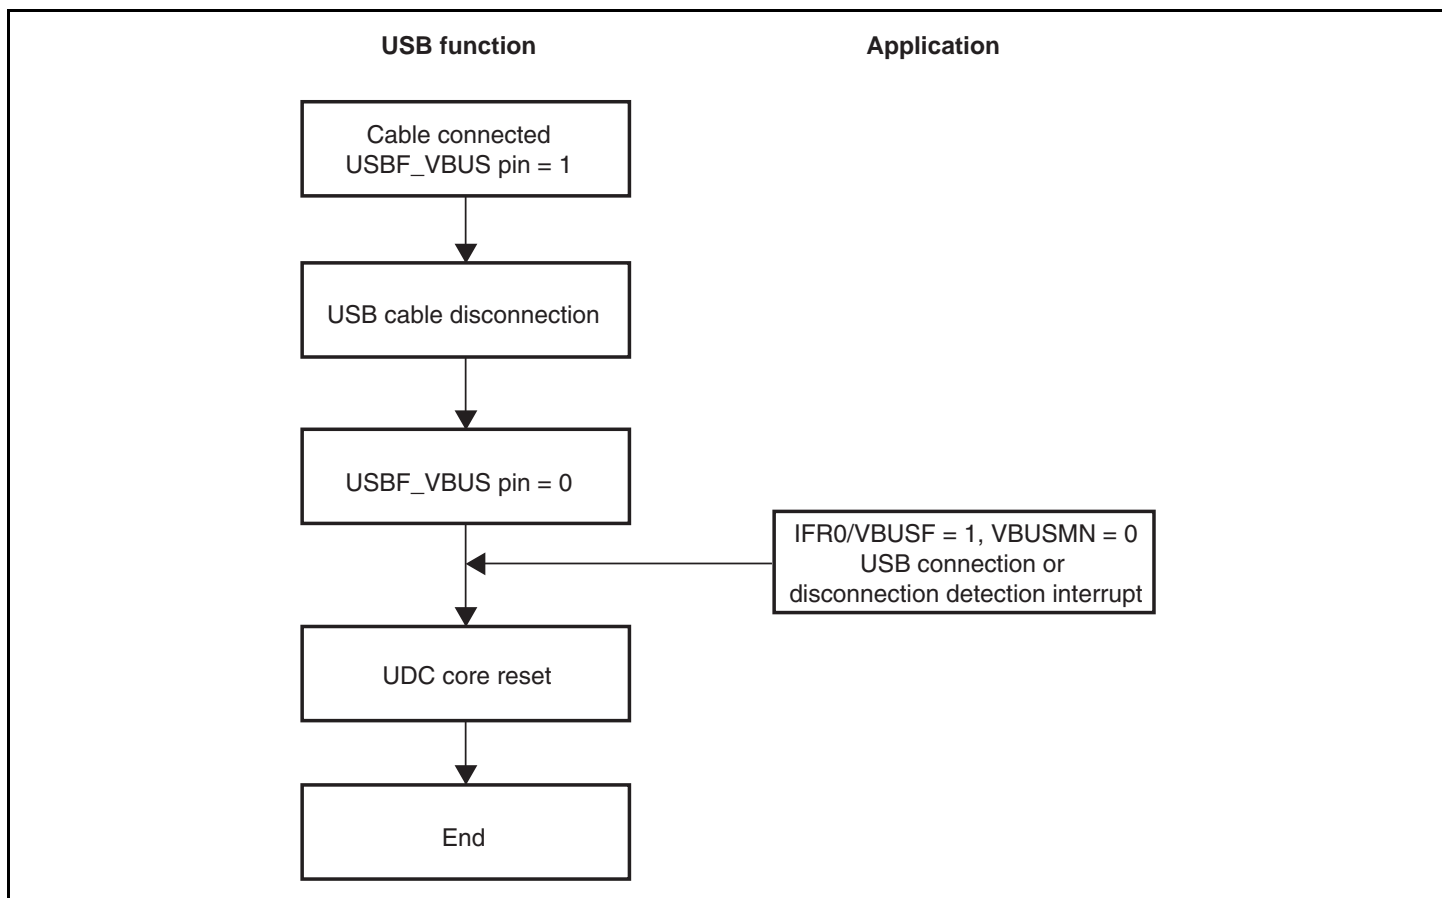 USB function
Application
Cable connected
USBF_VBUS pin = 1
USB cable disconnection
USBF_VBUS pin = 0
IFR0/VBUSF = 1, VBUSMN = 0
USB connection or
disconnection detection interrupt
UDC core reset
End